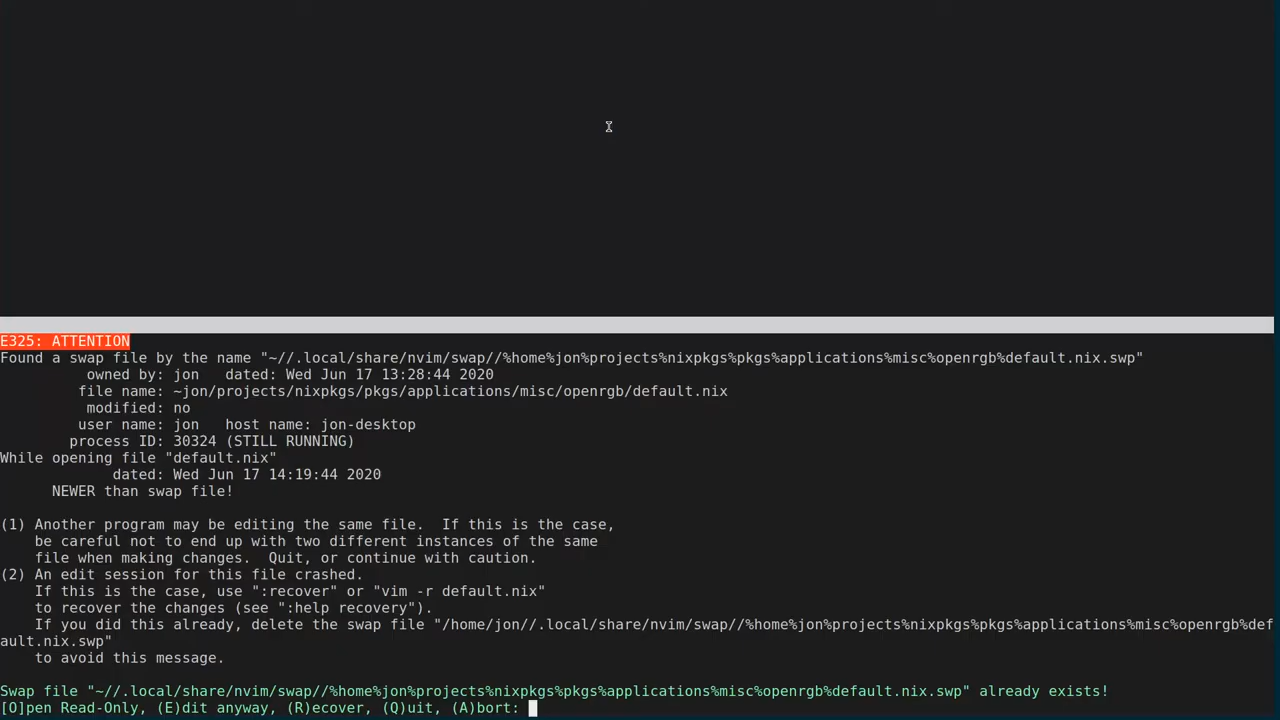 E325: ATTENTION
Found a swap file by the name "~//.local/share/nvim/swap//%home%jon%projects%nixpkgs%pkgs%applications%misc%openrgb%default.nix.swp"
owned by: jon   dated: Wed Jun 17 13:28:44 2020
file name: ~jon/projects/nixpkgs/pkgs/applications/misc/openrgb/default.nix
modified: no
user name: jon   host name: jon-desktop
process ID: 30324 (STILL RUNNING)
While opening file "default.nix"
dated: Wed Jun 17 14:19:44 2020
NEWER than swap file!
(1) Another program may be editing the same file.  If this is the case,
be careful not to end up with two different instances of the same
file when making changes.  Quit, or continue with caution.
(2) An edit session for this file crashed.
If this is the case, use ":recover" or "vim -r default.nix"
to recover the changes (see ":help recovery").
If you did this already, delete the swap file "/home/jon//.local/share/nvim/swap//%home%jon%projects%nixpkgs%pkgs%applications%misc%openrgb%def
ault.nix.swp"
to avoid this message.
Swap file "~//.local/share/nvim/swap//%home%jon%projects%nixpkgs%pkgs%applications%misc%openrgb%default.nix.swp" already exists!
[O]pen Read-Only, (E)dit anyway, (R)ecover, (Q)uit, (A)bort: